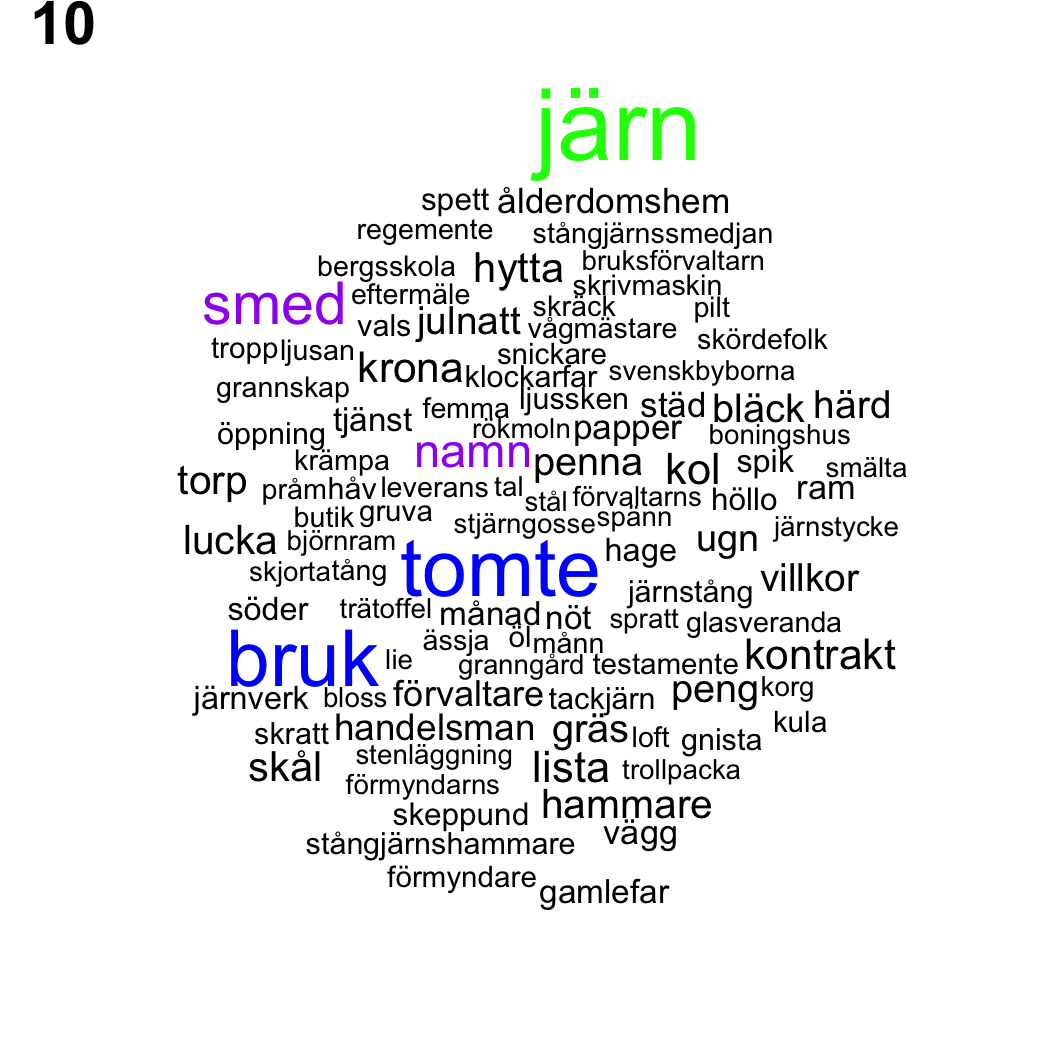 10
järn
spett ålderdomshem
regemente stångjärnssmedjan
bergsskola hytta bruksförvaltarn
smed eftermäle skrivmaskin
vals julnatt skräck pilt
vågmästare skördefolk
tropp ljusan snickare
grannskap krona klockarfar svenskbyborna
tjänst femma ljussken städ bläck härd
öppning rökmoln papper boningshus
krämpa namn penna kol spik smälta
torp pråmhåv leverans tal stål förvaltarns höllo ram
butik gruva stjärngosse spånn järnstycke
lucka björnram tomte hage ugn
skjorta tång järnstång villkor
söder trätoffel månad nöt spratt glasveranda
bruk lie ässja öl månn
granngård testamente kontrakt
järnverk bloss förvaltare tackjärn peng korg
skratt handelsman gräs loft gnista kula
skål stenläggning lista trollpacka
förmyndarns
skeppund hammare
stångjärnshammare vägg
förmyndare gamlefar